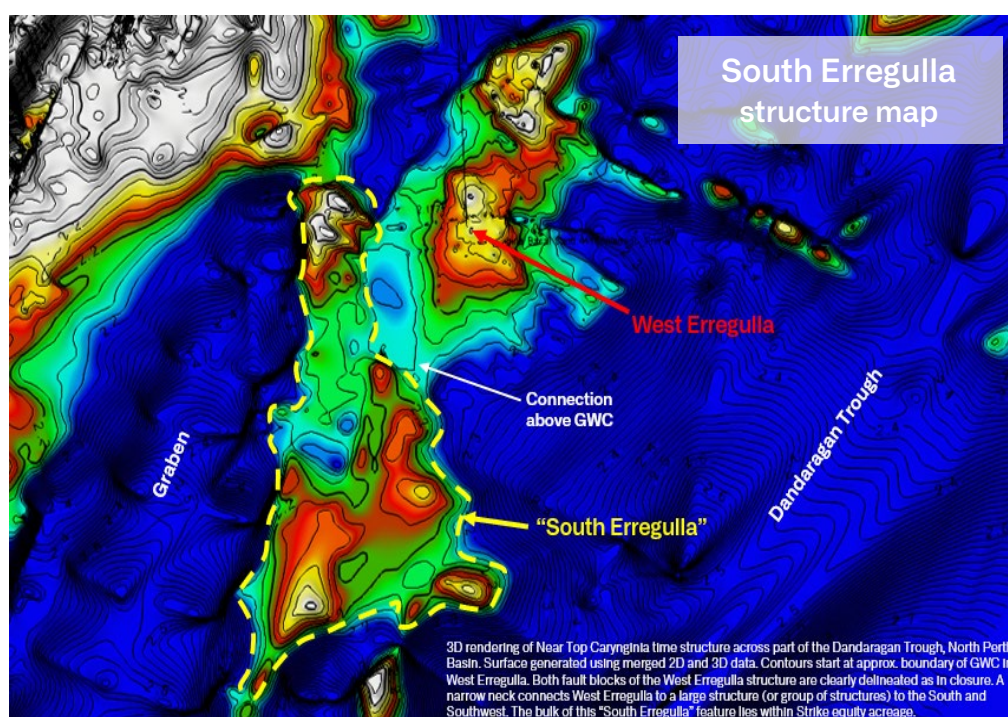 South Erregulla
structure map
West Erregulla
Connection
above GWC
Graben
Dandaragan Trough
“South Erregulla”
3D rendering of Near Top Carynginia time structure across part of the Dandaragan Trough, North Perth
Basin. Surface generated using merged 2D and 3D data. Contours start at approx. boundary of GWC in
West Erregulla. Both fault blocks of the West Erregulla structure are clearly delineated as in closure. A
narrow neck connects West Erregulla to a large structure (or group of structures) to the South and
Southwest. The bulk of this “South Erregulla” feature lies within Strike equity acreage.